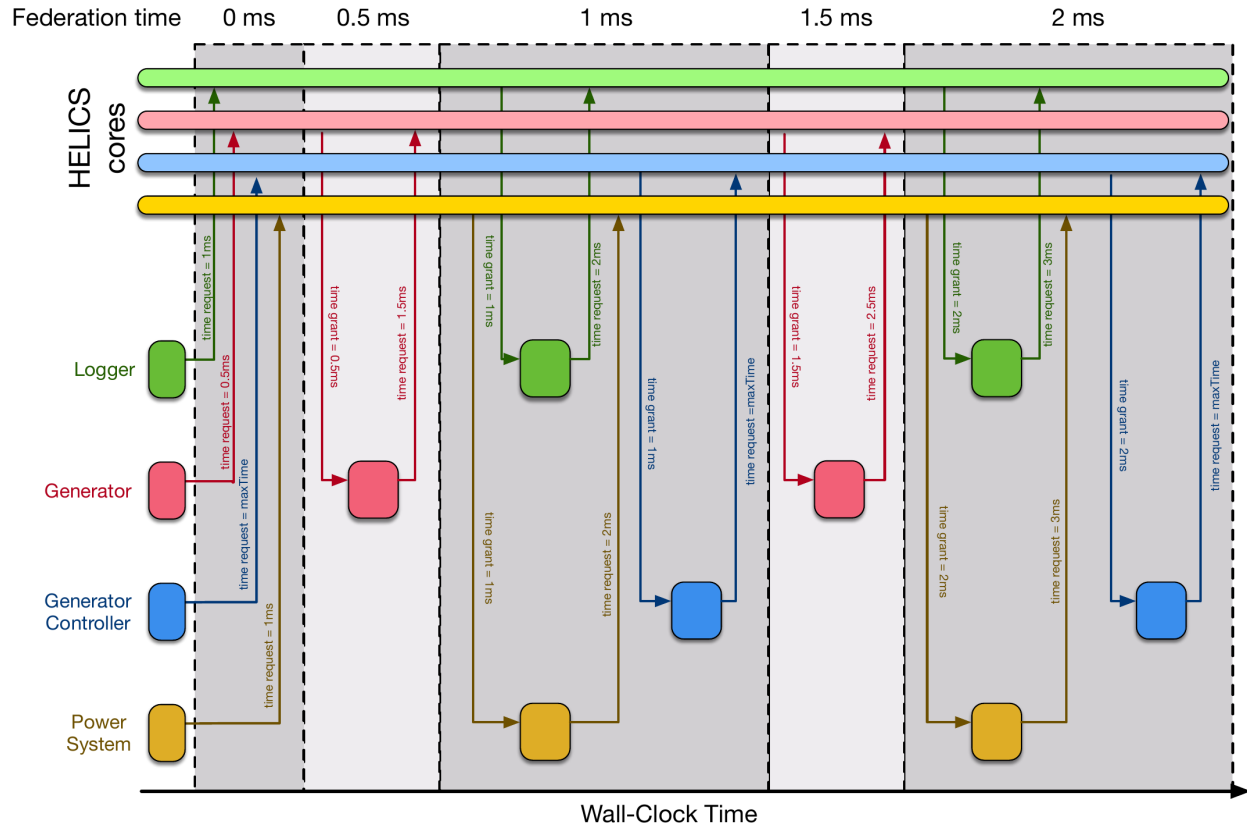 Federation time
0 ms
0.5 ms
1 ms
1.5 ms
2 ms
HELICS
cores
time request = 1ms
time request = 0.5ms
time request = maxTime
time request = 1ms
time grant = 0.5ms
time request = 1.5ms
time grant = 1ms
time grant = 1ms
time request = 2ms
time request = 2ms
time grant = 1ms
time request =maxTime
time grant = 1.5ms
time request = 2.5ms
time grant = 2ms
time grant = 2ms
time request = 3ms
time request = 3ms
time grant = 2ms
time request = maxTime
Logger
Generator
Generator
Controller
Power
System
Wall-Clock Time